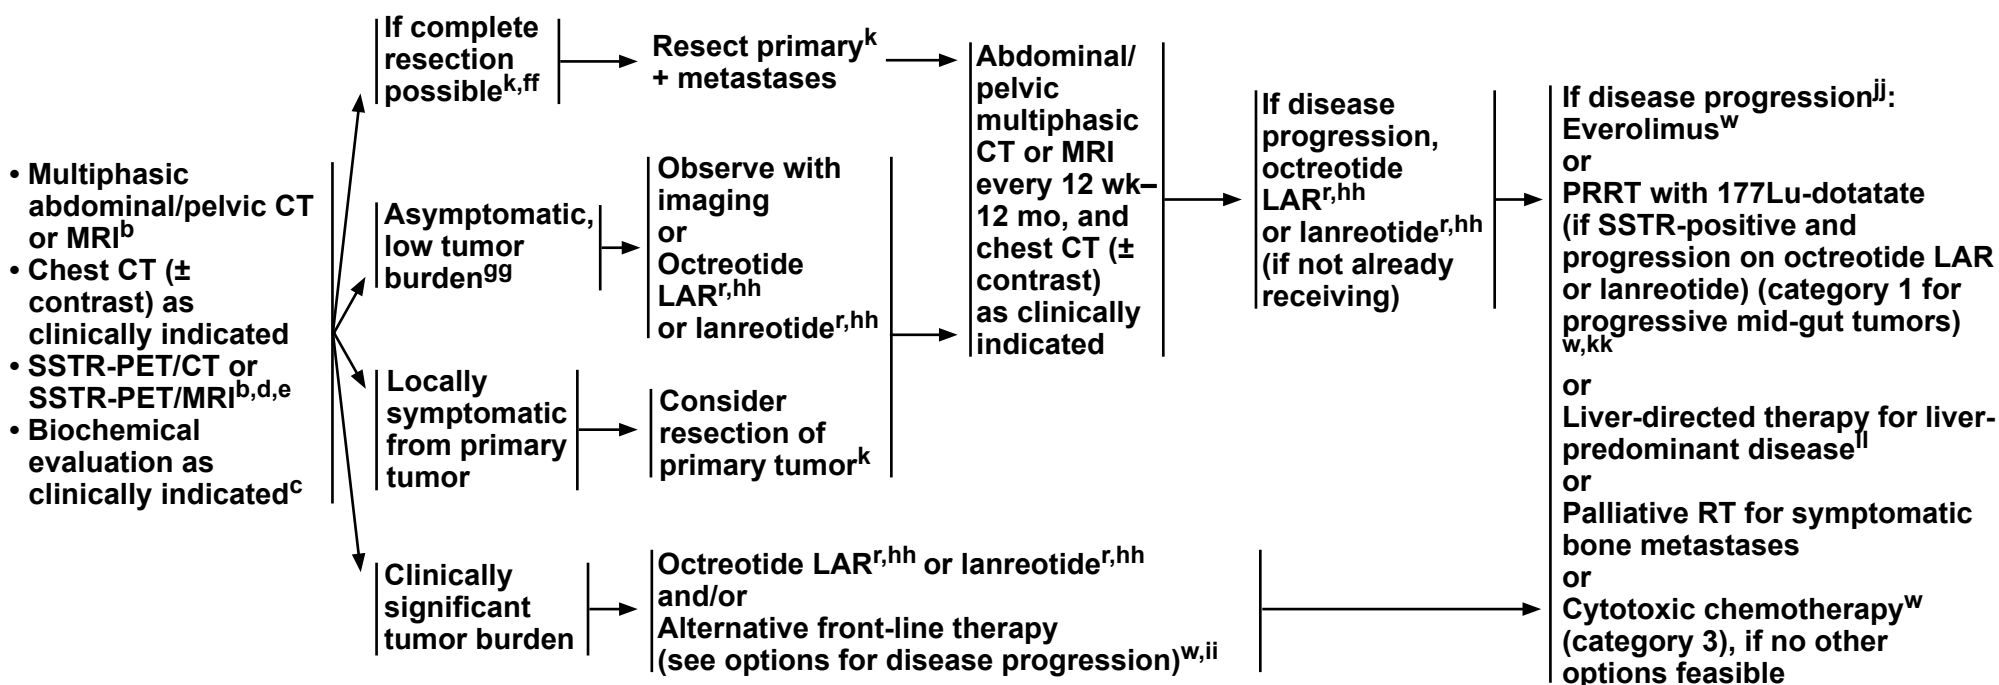 • Multiphasic
abdominal/pelvic CT
or MRIb
• Chest CT (±
contrast) as
clinically indicated
• SSTR-PET/CT or
SSTR-PET/MRIb,d,e
• Biochemical
evaluation as
clinically indicatedc
If complete
resection
possiblek,ff
Resect primaryk
+ metastases
Asymptomatic,
low tumor
burdengg
Observe with
imaging
or
Octreotide
LARr,hh
or lanreotider,hh
Locally
symptomatic
from primary
tumor
Consider
resection of
primary tumork
Clinically
significant
tumor burden
Octreotide LARr,hh or lanreotider,hh
and/or
Alternative front-line therapy
(see options for disease progression)w,ii
Abdominal/
pelvic
multiphasic
CT or MRI
every 12 wk–
12 mo, and
chest CT (±
contrast)
as clinically
indicated
If disease
progression,
octreotide
LARr,hh
or lanreotider,hh
(if not already
receiving)
If disease progressionjj:
Everolimusw
or
PRRT with 177Lu-dotatate
(if SSTR-positive and
progression on octreotide LAR
or lanreotide) (category 1 for
progressive mid-gut tumors)
w,kk
or
Liver-directed therapy for liver-
predominant diseasell
or
Palliative RT for symptomatic
bone metastases
or
Cytotoxic chemotherapyw
(category 3), if no other
options feasible